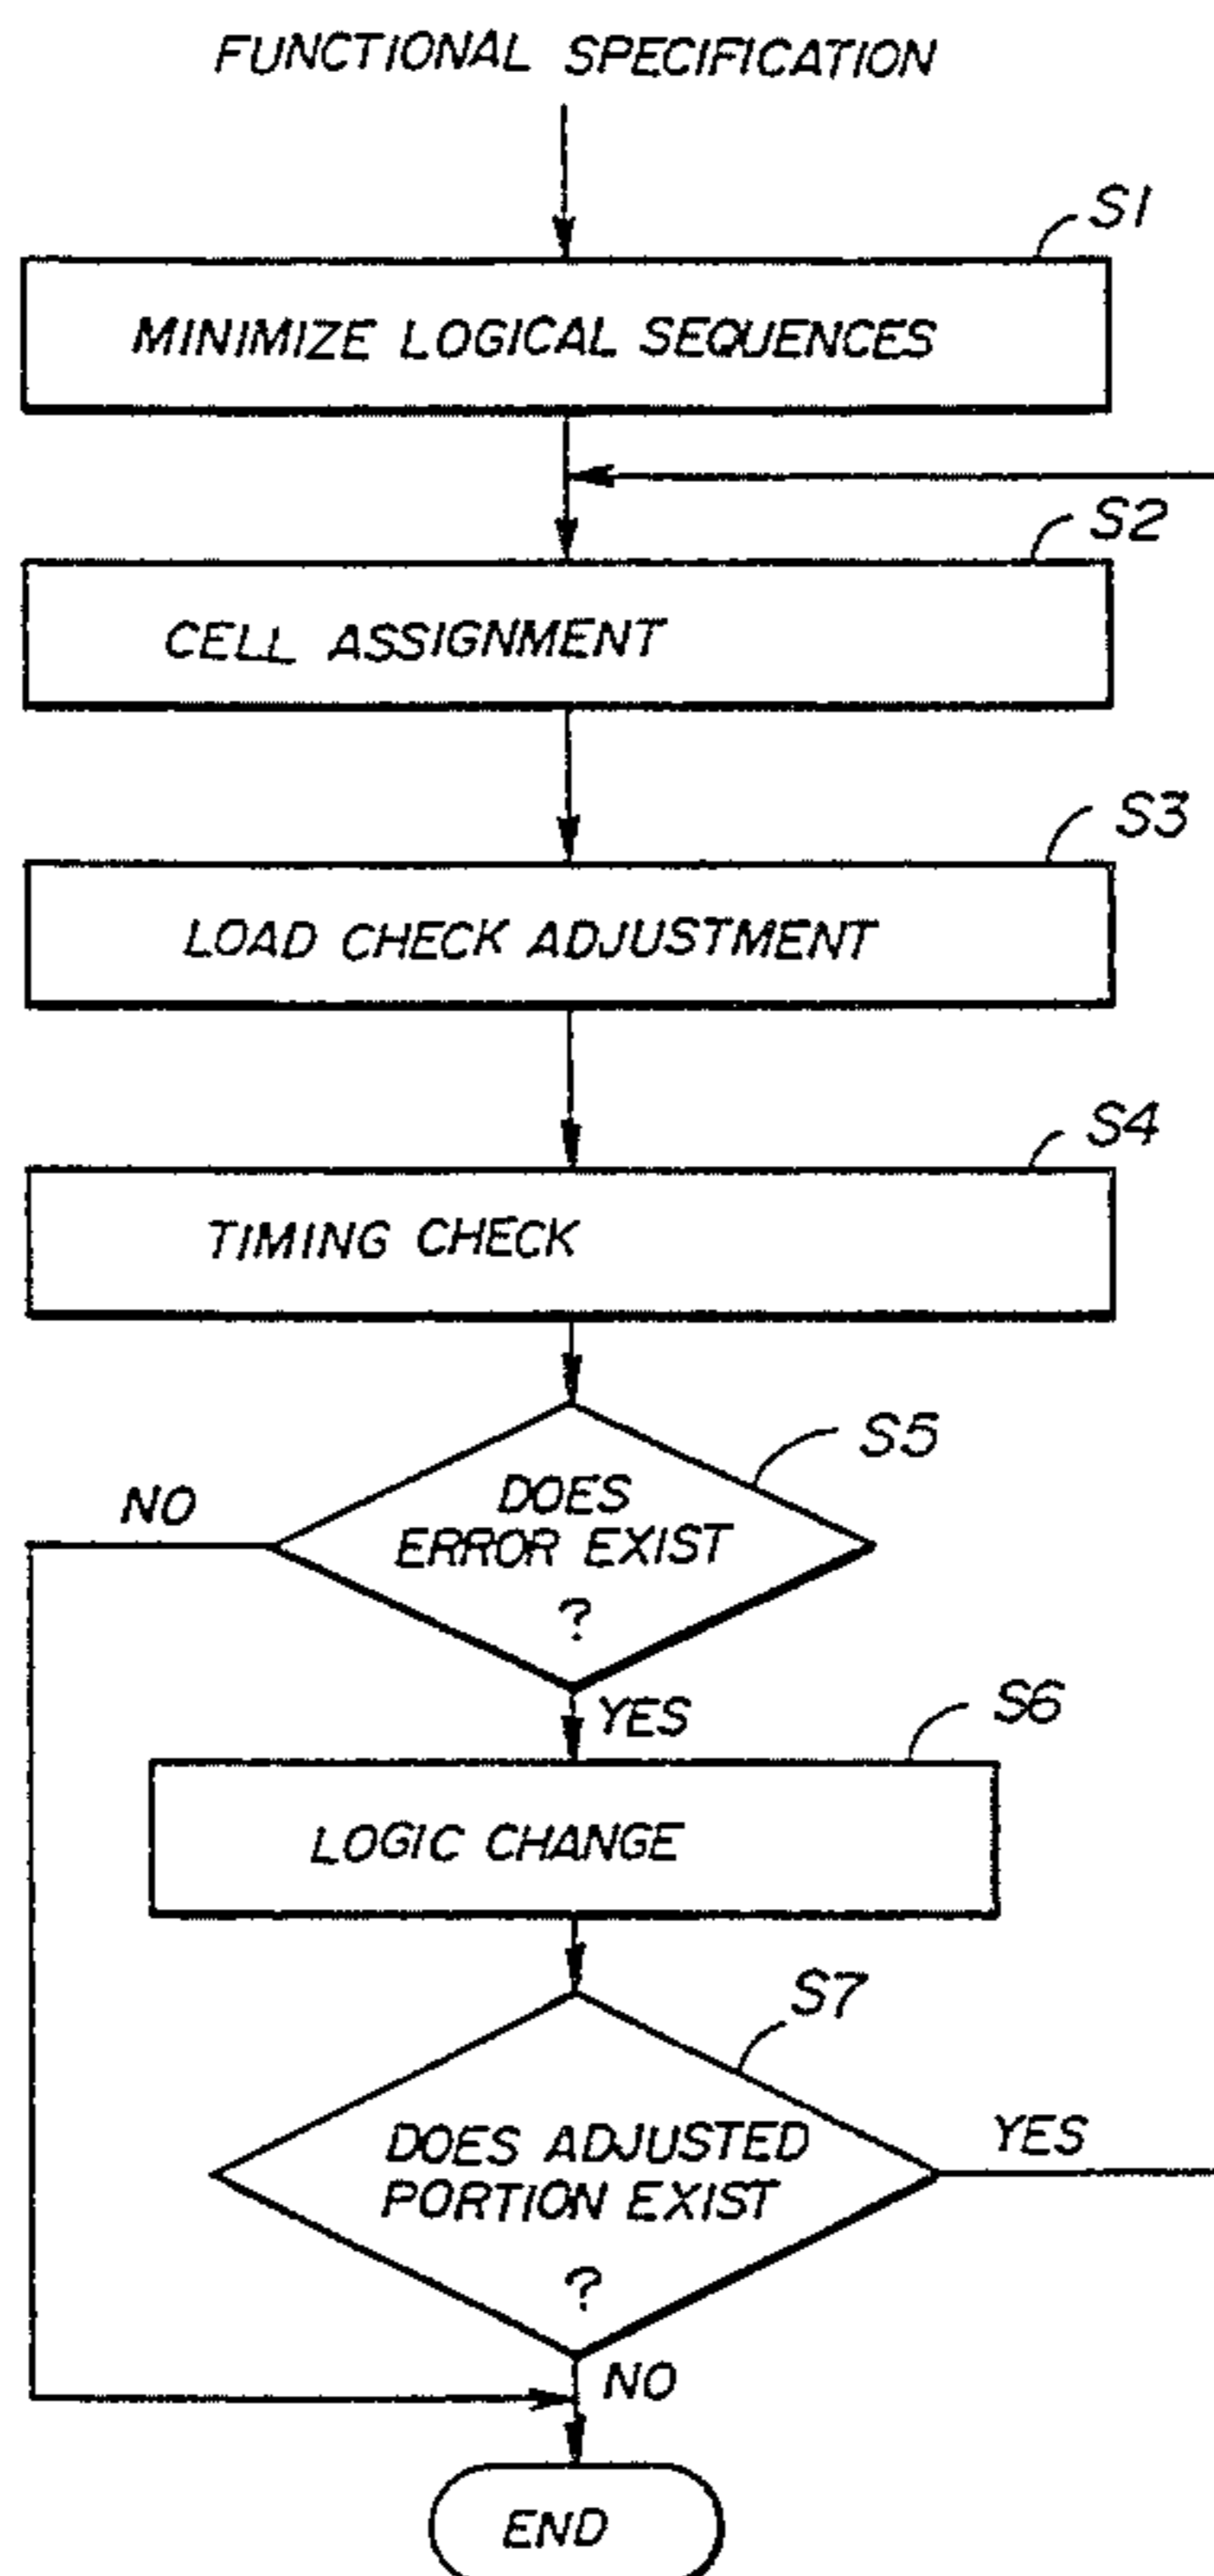 FUNCTIONAL SPECIFICATION
S1
MINIMIZE LOGICAL SEQUENCES
S2
CELL ASSIGNMENT
S3
LOAD CHECK ADJUSTMENT
S4
TIMING CHECK
S5
NO
DOES
ERROR EXIST
?
YES
S6
LOGIC CHANGE
S7
DOES ADJUSTED
PORTION EXIST
?
YES
NO
END